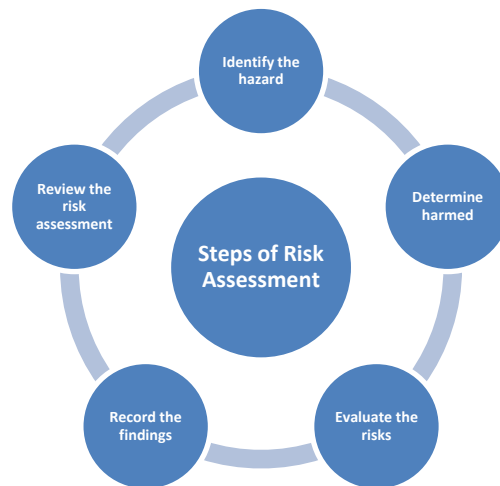 Identify the
hazard
Determine
harmed
Evaluate the
risks
Record the
findings
Review the
risk
assessment
Steps of Risk
Assessment